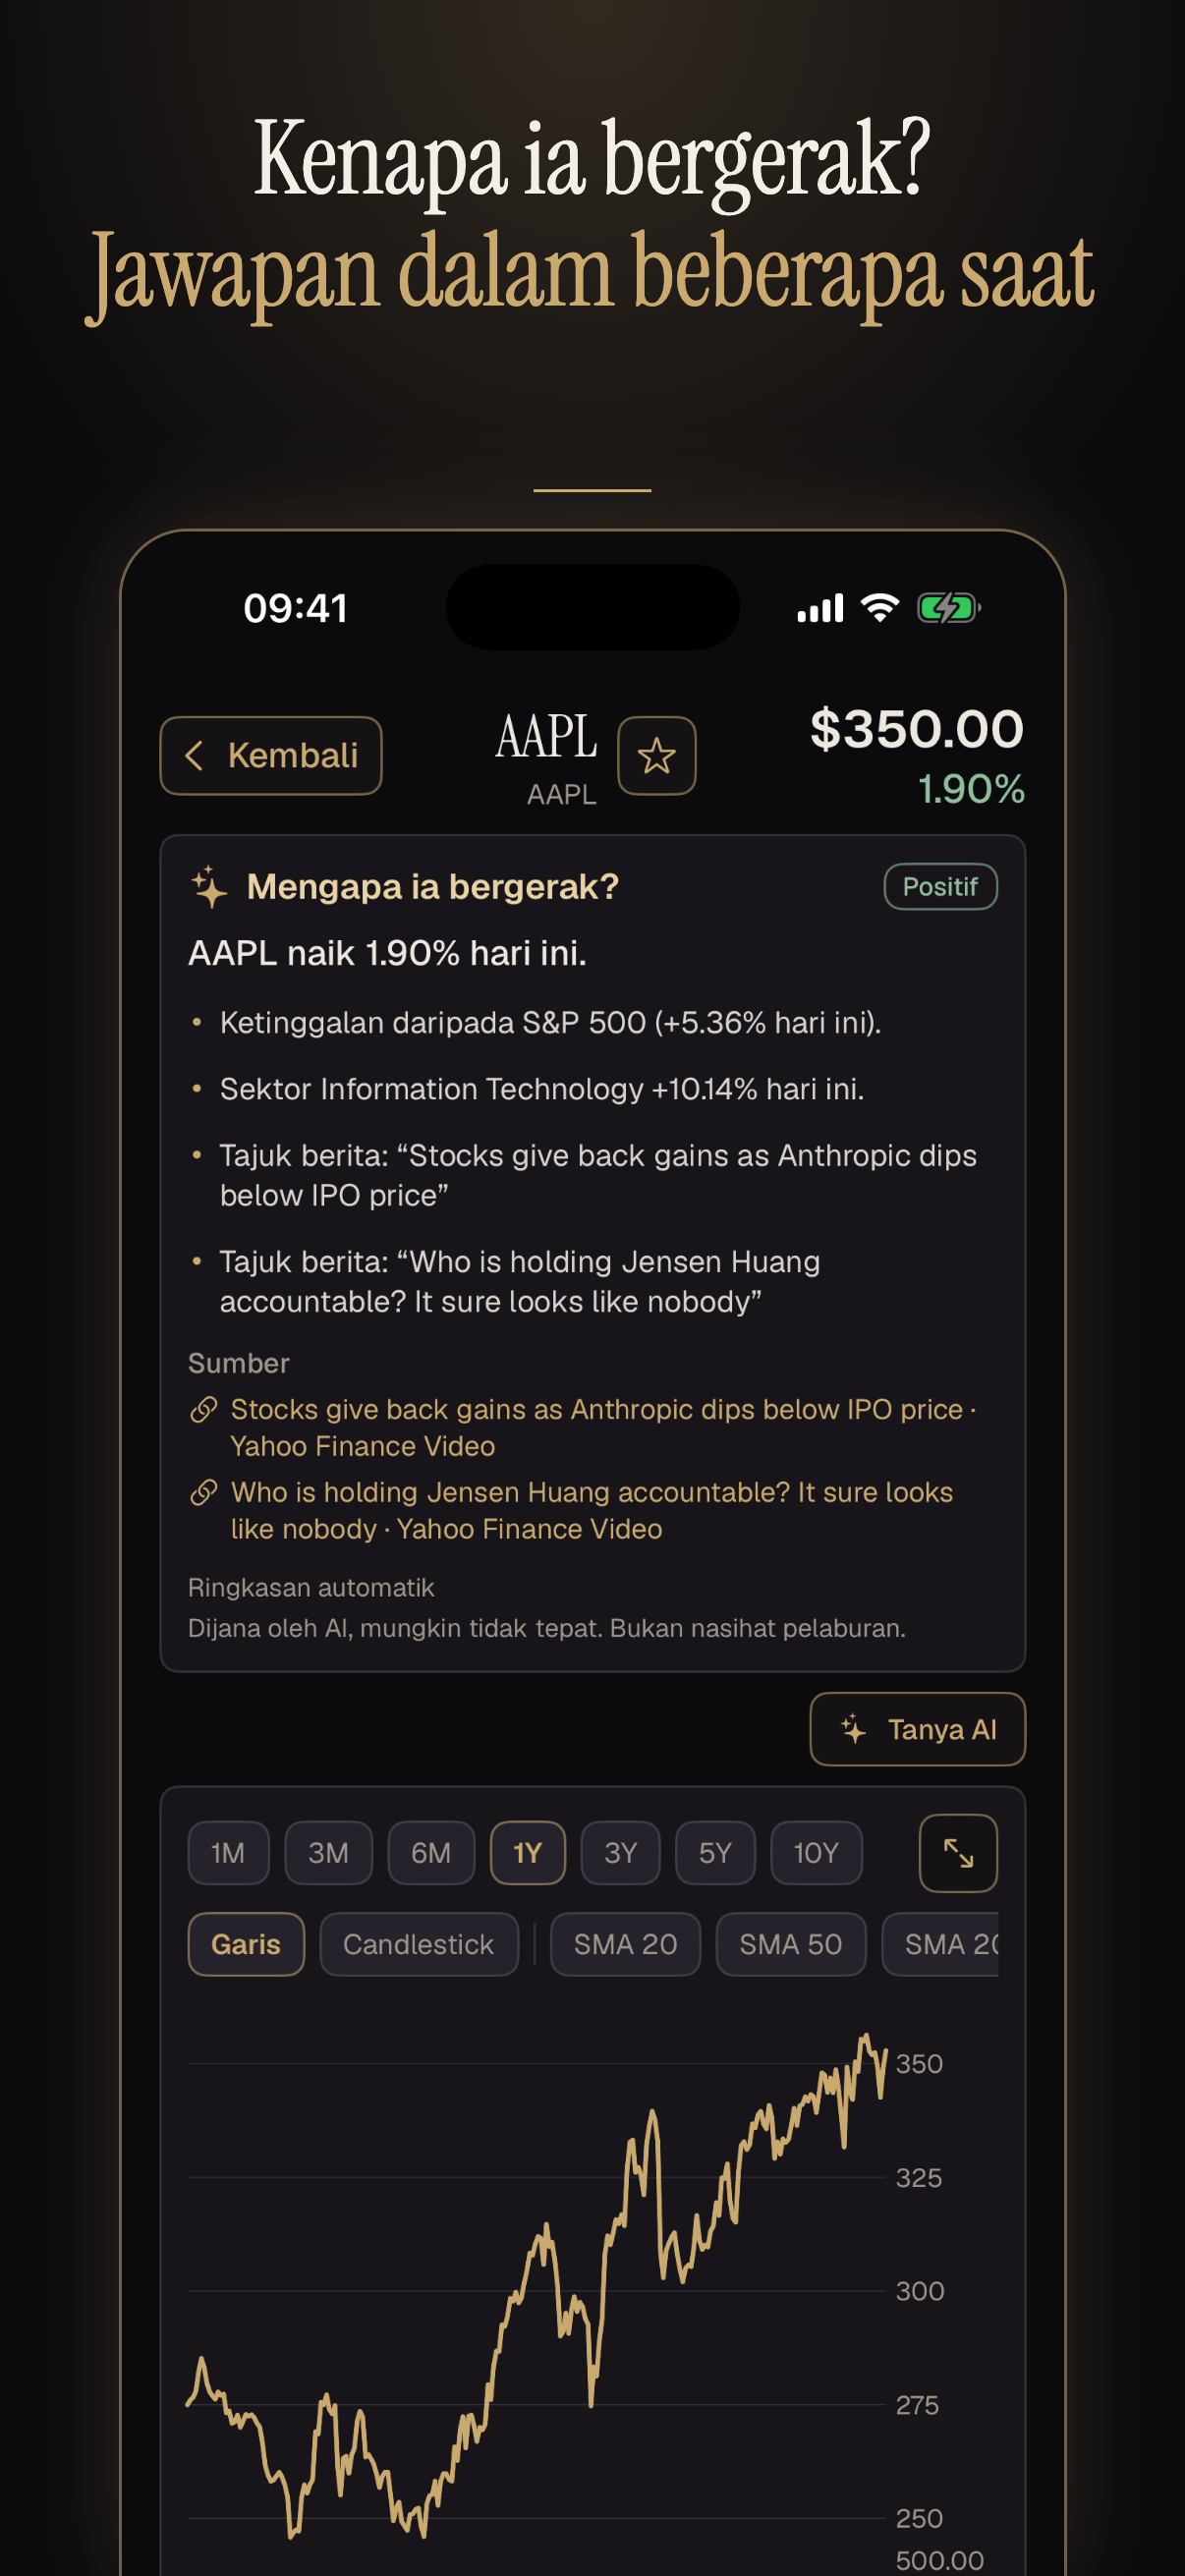 Kenapa ia bergerak?
Jawapan dalam beberapa saat
09:41
Kembali
AAPL
AAPL
$350.00
1.90%
Mengapa ia bergerak?
Positif
AAPL naik 1.90% hari ini.
• Ketinggalan daripada S&P 500 (+5.36% hari ini).
• Sektor Information Technology +10.14% hari ini.
• Tajuk berita: “Stocks give back gains as Anthropic dips
below IPO price”
• Tajuk berita: “Who is holding Jensen Huang
accountable? It sure looks like nobody”
Sumber
Stocks give back gains as Anthropic dips below IPO price ·
Yahoo Finance Video
Who is holding Jensen Huang accountable? It sure looks
like nobody · Yahoo Finance Video
Ringkasan automatik
Dijana oleh AI, mungkin tidak tepat. Bukan nasihat pelaburan.
Tanya AI
1M 3M 6M 1Y 3Y 5Y 10Y
Garis Candlestick SMA 20 SMA 50 SMA 20
350
325
300
275
250
500.00